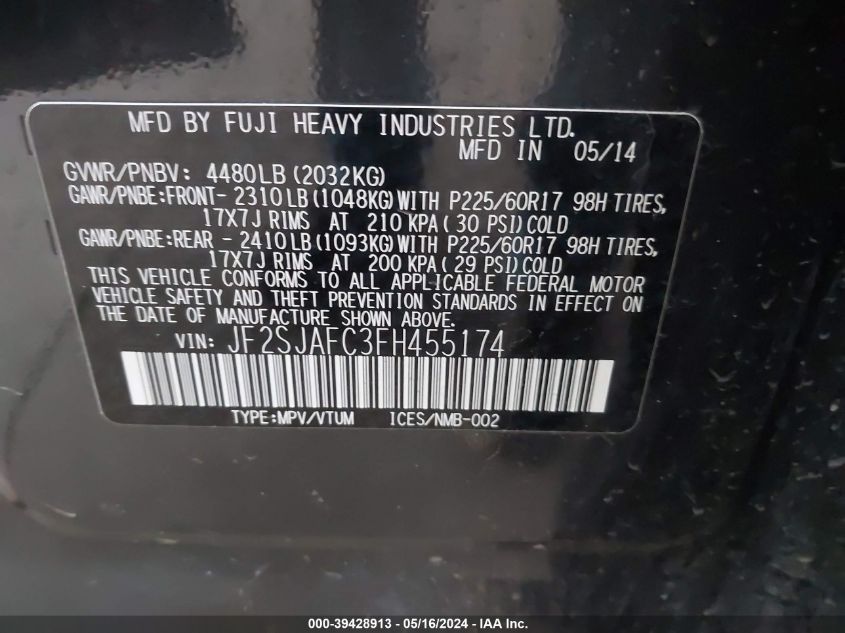 MFD BY FUJI HEAVY INDUSTRIES LTD.
MFD IN 05/14
GVWR/PNBV: 4480LB (2032KG)
GAWR/PNBE:FRONT- 2310LB (1048KG) WITH P225/60R17 98H TIRES,
17X7J RIMS AT 210 KPA ( 30 PSI) COLD
GAWR/PNBE:REAR - 2410LB (1093KG) WITH P225/60R17 98H TIRES,
17X7J RIMS AT 200 KPA ( 29 PSI) COLD
THIS VEHICLE CONFORMS TO ALL APPLICABLE FEDERAL MOTOR
VEHICLE SAFETY AND THEFT PREVENTION STANDARDS IN EFFECT ON
THE DATE OF MANUFACTURE SHOWN ABOVE.
VIN: JF2SJAFC3FH455174
TYPE:MPV/VTUM ICES/NMB-002
000-39428913 - 05/16/2024 - IAA Inc.